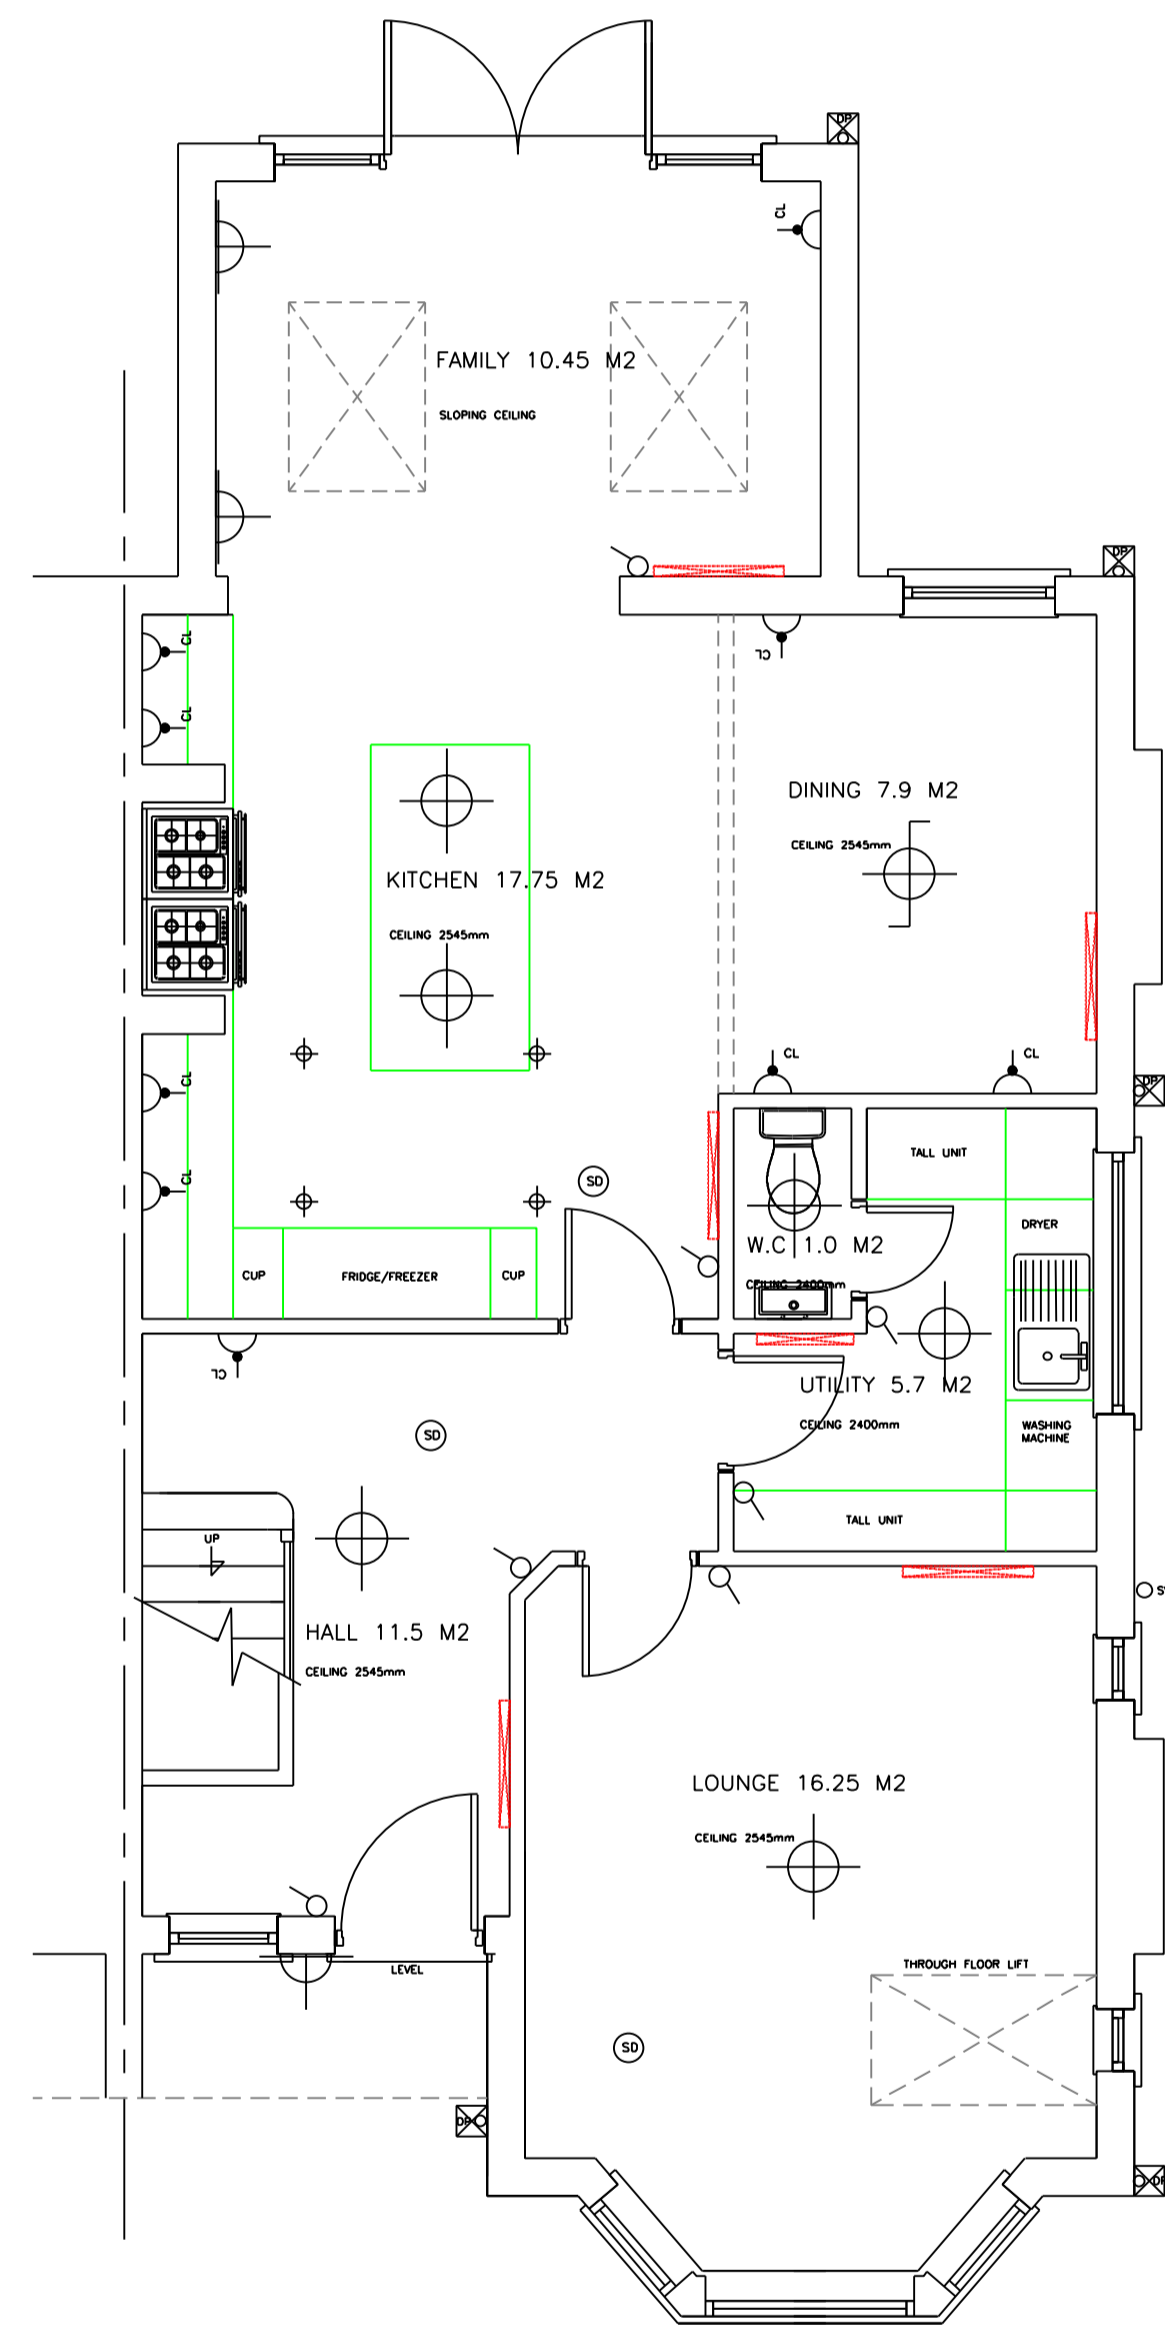 DP
CL
FAMILY 10.45 M2
SLOPING CEILING
DP
CL
CL
CL
DINING 7.9 M2
CEILING 2545mm
KITCHEN 17.75 M2
CEILING 2545mm
CL
CL
CL
DP
CL
TALL UNIT
SD
DRYER
W.C 1.0 M2
CEILING 2400mm
CUP
FRIDGE/FREEZER
CUP
CL
UTILITY 5.7 M2
CEILING 2400mm
WASHING
MACHINE
SD
TALL UNIT
UP
HALL 11.5 M2
CEILING 2545mm
LOUNGE 16.25 M2
CEILING 2545mm
THROUGH FLOOR LIFT
LEVEL
SD
DP
DP